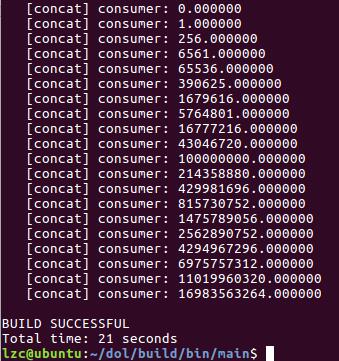 [concat] consumer: 0.000000
[concat] consumer: 1.000000
[concat] consumer: 256.000000
[concat] consumer: 6561.000000
[concat] consumer: 65536.000000
[concat] consumer: 390625.000000
[concat] consumer: 1679616.000000
[concat] consumer: 5764801.000000
[concat] consumer: 16777216.000000
[concat] consumer: 43046720.000000
[concat] consumer: 100000000.000000
[concat] consumer: 214358880.000000
[concat] consumer: 429981696.000000
[concat] consumer: 815730752.000000
[concat] consumer: 1475789056.000000
[concat] consumer: 2562890752.000000
[concat] consumer: 4294967296.000000
[concat] consumer: 6975757312.000000
[concat] consumer: 11019960320.000000
[concat] consumer: 16983563264.000000
BUILD SUCCESSFUL
Total time: 21 seconds
lzc@ubuntu:~/dol/build/bin/main$